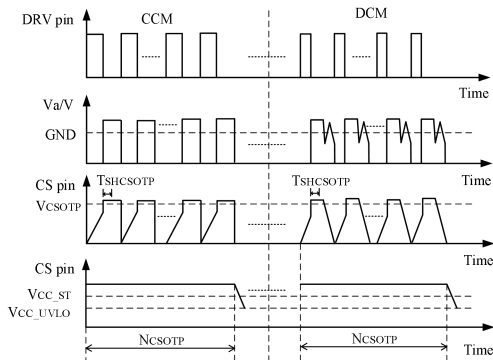 DRV pin
CCM
DCM
Time
Va/V
GND
Time
TSHCSOTP
TSHCSOTP
CS pin
VCSOTP
Time
CS pin
VCC_ST
VCC_UVLO
Time
NCSOTP
NCSOTP